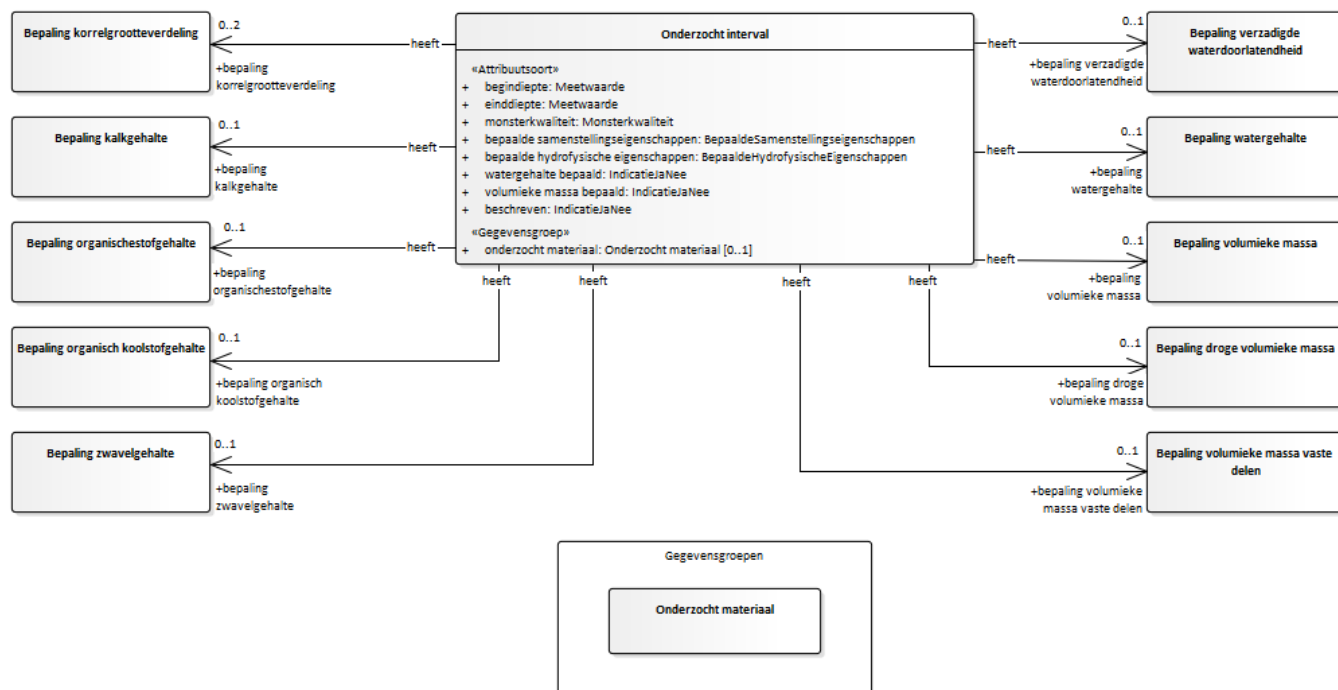 Bepaling korrelgrootteverdeling
0..2
heeft
+bepaling
korrelgrootteverdeling
Bepaling kalkgehalte
0..1
heeft
+bepaling
kalkgehalte
Bepaling organischestofgehalte
0..1
heeft
+bepaling
organischestofgehalte
Bepaling organisch koolstofgehalte
0..1
heeft
+bepaling organisch
koolstofgehalte
Bepaling zwavelgehalte
0..1
heeft
+bepaling
zwavelgehalte
Onderzocht interval
«Attribuutsoort»
+ begindiepte: Meetwaarde
+ einddiepte: Meetwaarde
+ monsterkwaliteit: Monsterkwaliteit
+ bepaalde samenstellingseigenschappen: BepaaldeSamenstellingseigenschappen
+ bepaalde hydrofysische eigenschappen: BepaaldeHydrofysischeEigenschappen
+ watergehalte bepaald: IndicatieJaNee
+ volumieke massa bepaald: IndicatieJaNee
+ beschreven: IndicatieJaNee
«Gegevensgroep»
+ onderzocht materiaal: Onderzocht materiaal [0..1]
heeft
0..1
+bepaling verzadigde
waterdoorlatendheid
Bepaling verzadigde
waterdoorlatendheid
heeft
0..1
+bepaling
watergehalte
Bepaling watergehalte
heeft
0..1
+bepaling
volumieke massa
Bepaling volumieke massa
heeft
0..1
+bepaling droge
volumieke massa
Bepaling droge volumieke massa
heeft
0..1
+bepaling volumieke
massa vaste delen
Bepaling volumieke massa vaste
delen
Gegevensgroepen
Onderzocht materiaal